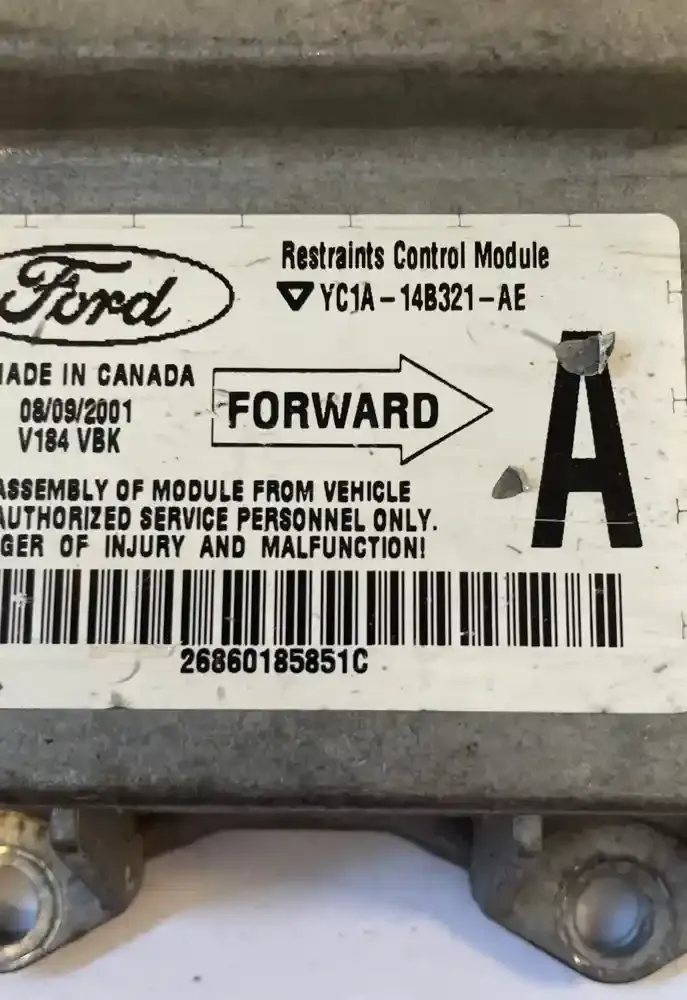 Ford
Restraints Control Module
YC1A-14B321-AE
MADE IN CANADA
08/09/2001
V184 VBK
FORWARD
A
ASSEMBLY OF MODULE FROM VEHICLE
AUTHORIZED SERVICE PERSONNEL ONLY.
GER OF INJURY AND MALFUNCTION!
26860185851C